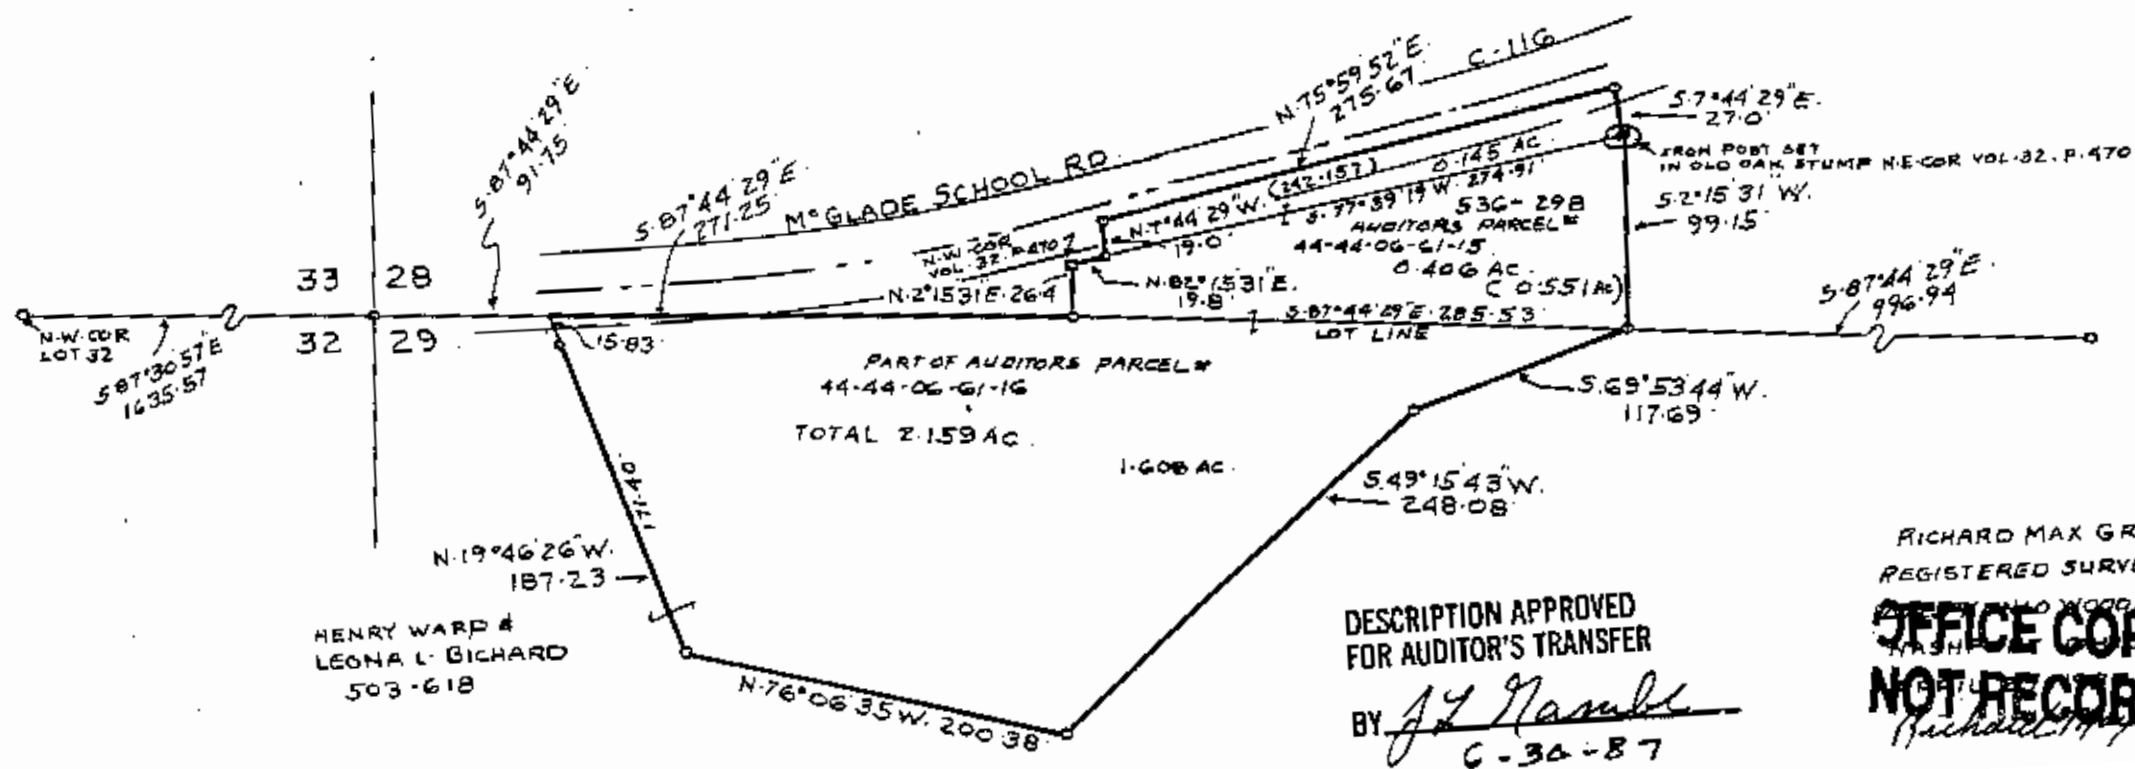 S.87°44'29"E
91.75
S.87°44'29"E.
271.25
McGLADE SCHOOL RD.
N.75°59'52"E.
275.67
C-116
S.7°44'29"E.
27.0'
IRON POST SET
IN OLD OAK STUMP N.E.COR VOL.32.P.470
S.2°15'31"W.
99.15'
N.W.COR
VOL.32.P.470
N.7°44'29"W.
19.0'
(242.157)
0.145 AC.
S.77°39'19"W. 274.91
536-298
AUDITORS PARCEL #
44-44-06-61-15
0.406 AC.
(0.551 AC)
N.2°15'31"E. 26.4
N.82°15'31"E.
19.8'
33 28
32 29
N.W.COR
LOT 32
S.87°30'57"E
1635.57
15.83
S.87°44'29"E. 285.53
LOT LINE
S.87°44'29"E.
996.94
PART OF AUDITORS PARCEL #
44-44-06-61-16
TOTAL 2.159 AC.
1.608 AC.
S.69°53'44"W.
117.69
S.49°15'43"W.
248.08
171.40'
N.19°46'26"W.
187.23
HENRY WARD &
LEONA L. BICHARD
503-618
N.76°06'35"W. 200.38
DESCRIPTION APPROVED
FOR AUDITOR'S TRANSFER
BY
6-30-87
RICHARD MAX GR
REGISTERED SURVE
OFFICE COP
NOT RECOR
Richard